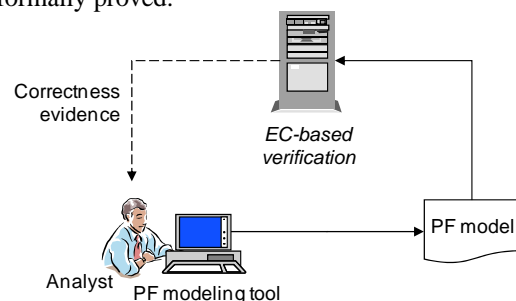 formally proved.
Correctness
evidence
EC-based
verification
PF model
Analyst
PF modeling tool